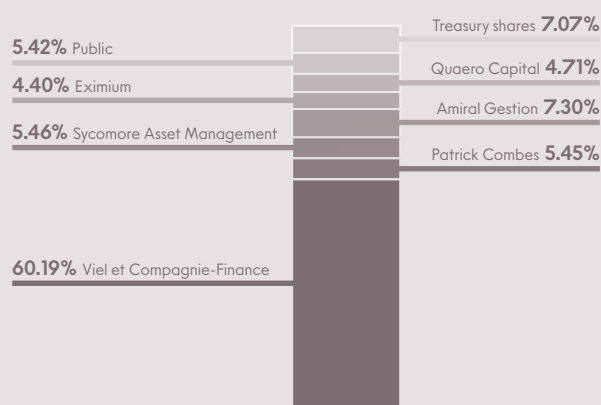 Treasury shares 7.07%
5.42% Public
Quaero Capital 4.71%
4.40% Eximium
Amiral Gestion 7.30%
5.46% Sycomore Asset Management
Patrick Combes 5.45%
60.19% Viel et Compagnie-Finance